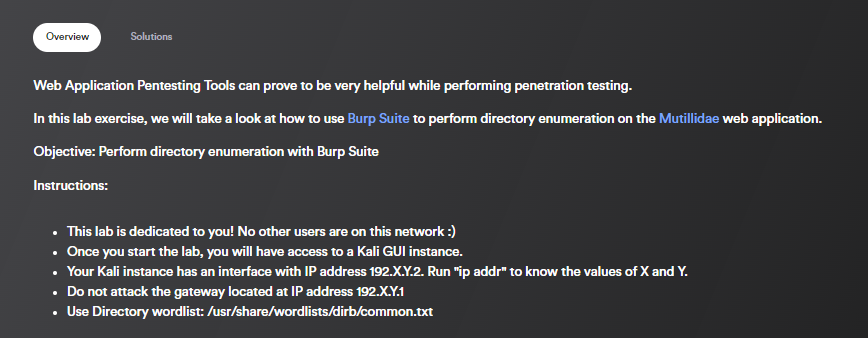 Overview
Solutions
Web Application Pentesting Tools can prove to be very helpful while performing penetration testing.
In this lab exercise, we will take a look at how to use Burp Suite to perform directory enumeration on the Mutillidae web application.
Objective: Perform directory enumeration with Burp Suite
Instructions:
• This lab is dedicated to you! No other users are on this network :)
• Once you start the lab, you will have access to a Kali GUI instance.
• Your Kali instance has an interface with IP address 192.X.Y.2. Run "ip addr" to know the values of X and Y.
• Do not attack the gateway located at IP address 192.X.Y.1
• Use Directory wordlist: /usr/share/wordlists/dirb/common.txt